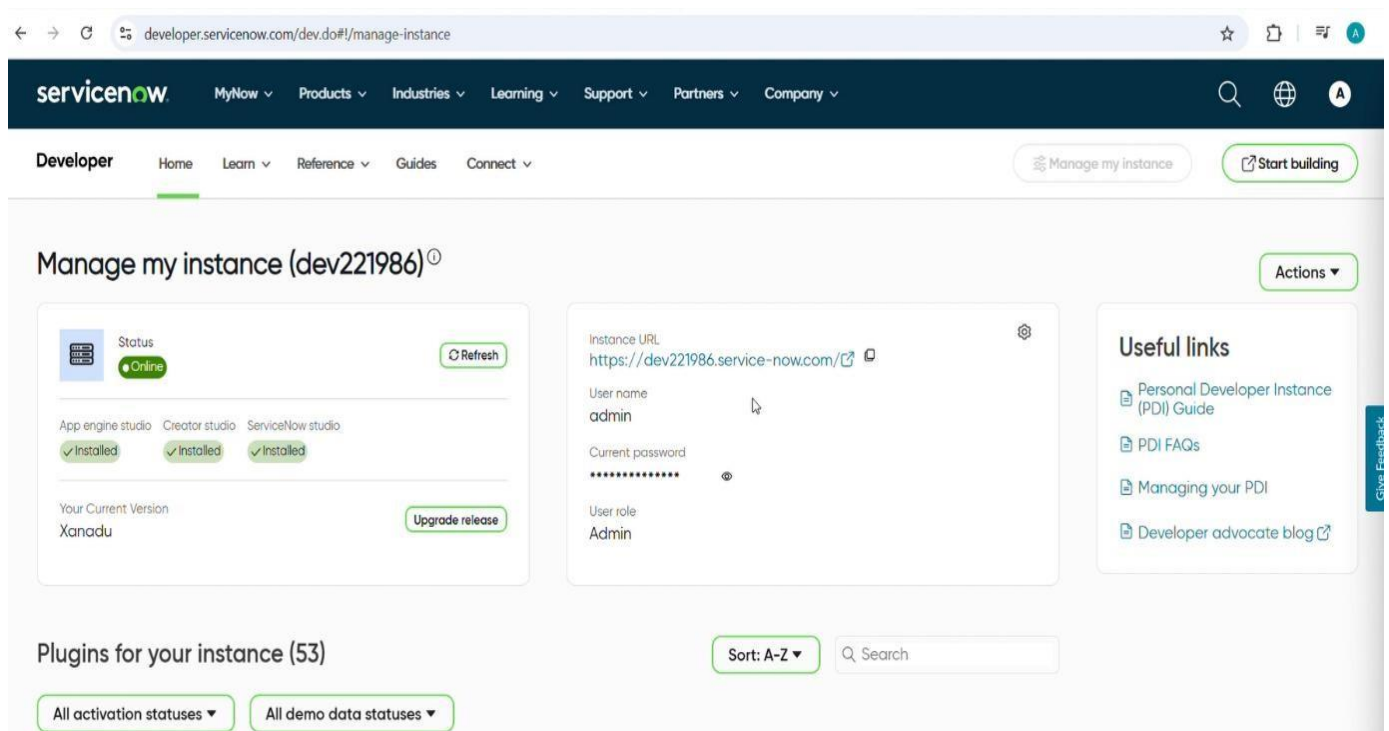 developer.servicenow.com/dev.do#!/manage-instance
A
servicenow
MyNow Products Industries Learning Support Partners Company
A
Developer
Home Learn Reference Guides Connect
Manage my instance
Start building
Manage my instance (dev221986)
Actions
Status
Online
Refresh
App engine studio Creator studio ServiceNow studio
Installed Installed Installed
Your Current Version
Xanadu
Upgrade release
Instance URL
https://dev221986.service-now.com/
User name
admin
Current password
**************
User role
Admin
Useful links
Personal Developer Instance
(PDI) Guide
PDI FAQs
Managing your PDI
Developer advocate blog
Give Feedback
Plugins for your instance (53)
Sort: A-Z
Search
All activation statuses
All demo data statuses